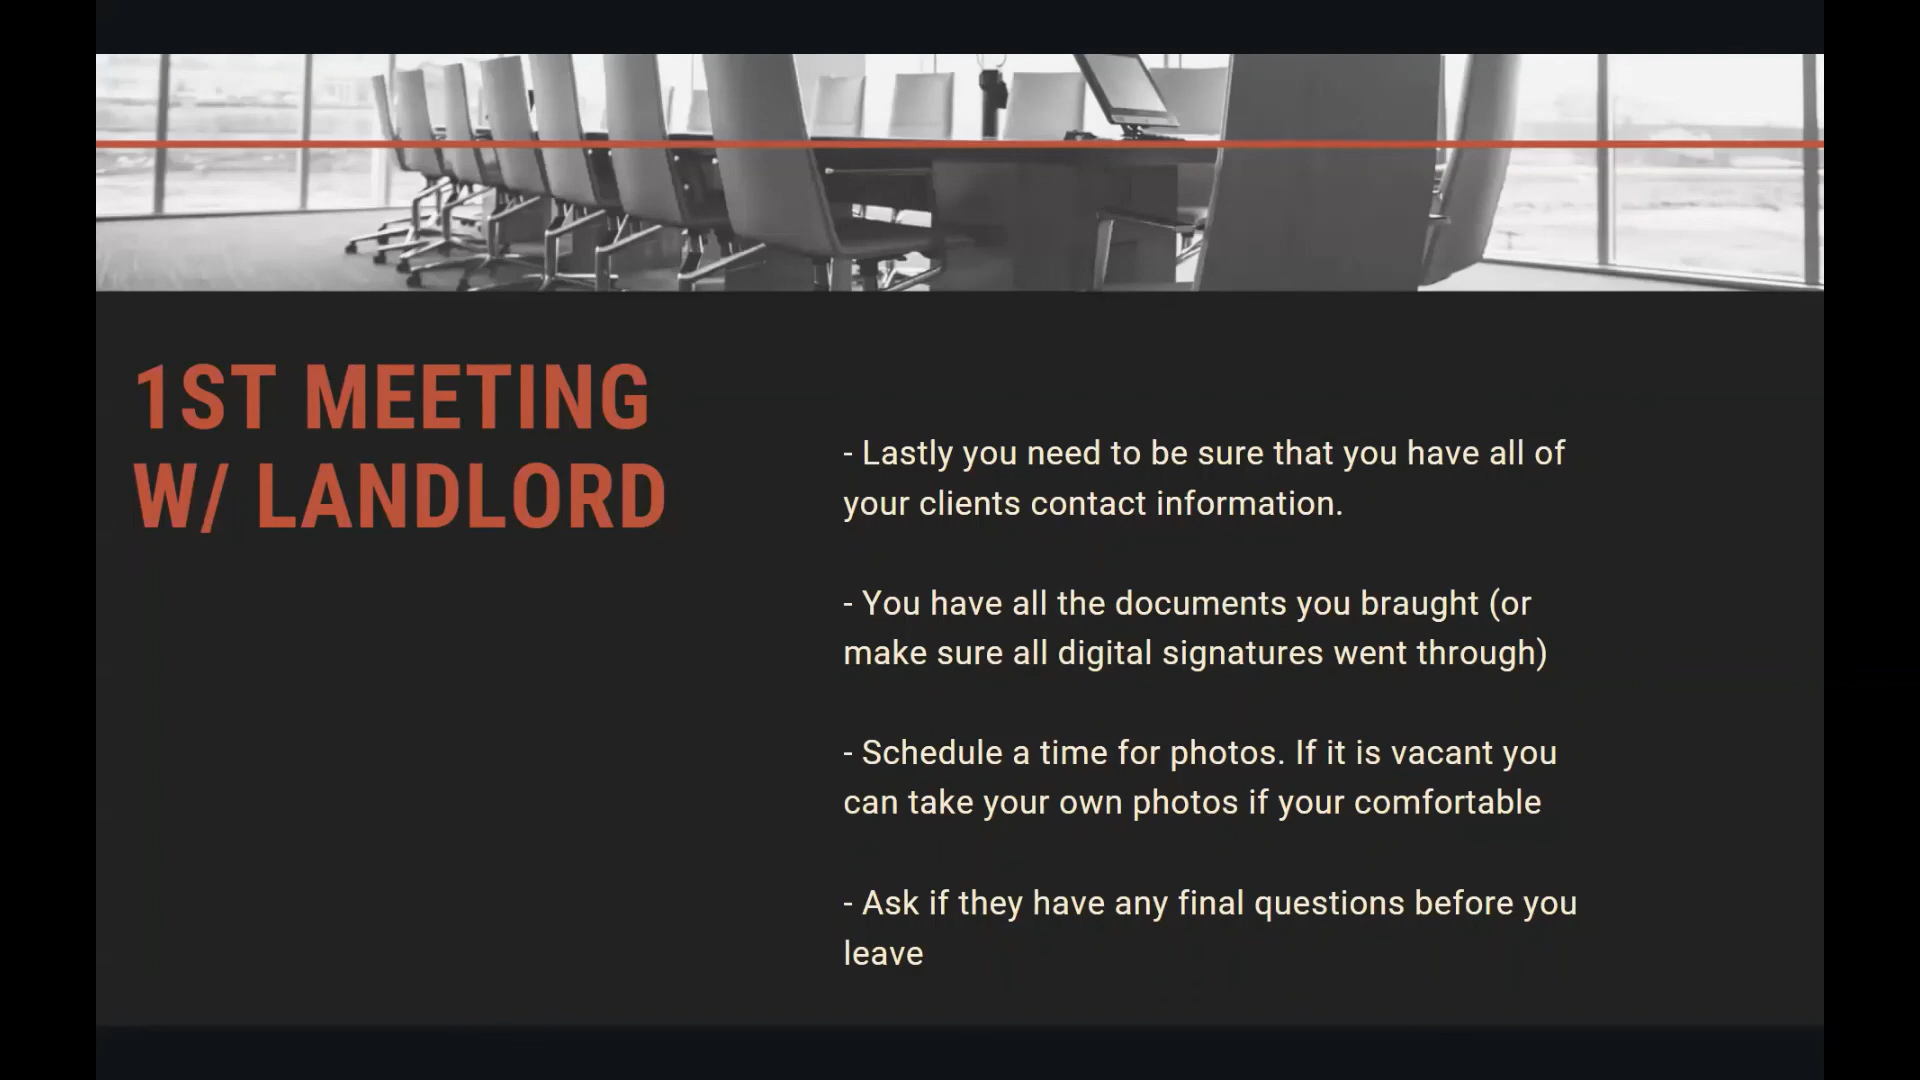 1ST MEETING
W/ LANDLORD
- Lastly you need to be sure that you have all of
your clients contact information.
- You have all the documents you braught (or
make sure all digital signatures went through)
- Schedule a time for photos. If it is vacant you
can take your own photos if your comfortable
- Ask if they have any final questions before you
leave